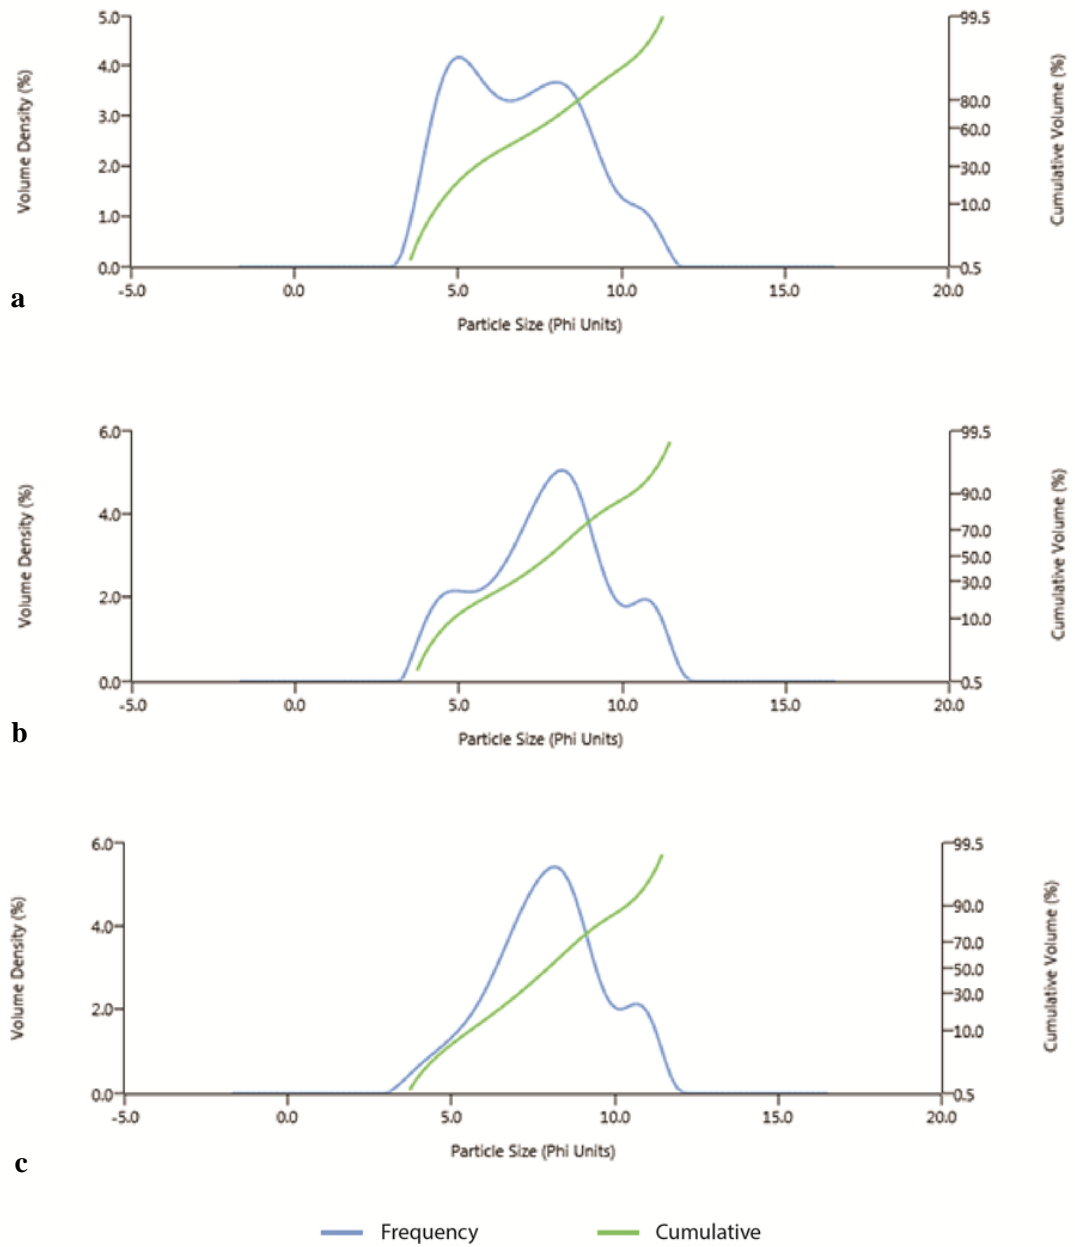 Volume Density (%)
5.0
4.0
3.0
2.0
1.0
0.0
99.5
80.0
60.0
30.0
10.0
0.5
Cumulative Volume (%)
-5.0 0.0 5.0 10.0 15.0 20.0
Particle Size (Phi Units)
a
Volume Density (%)
6.0
4.0
2.0
0.0
99.5
90.0
70.0
50.0
30.0
10.0
0.5
Cumulative Volume (%)
-5.0 0.0 5.0 10.0 15.0 20.0
Particle Size (Phi Units)
b
Volume Density (%)
6.0
4.0
2.0
0.0
99.5
90.0
70.0
50.0
30.0
10.0
0.5
Cumulative Volume (%)
-5.0 0.0 5.0 10.0 15.0 20.0
Particle Size (Phi Units)
c
Frequency Cumulative